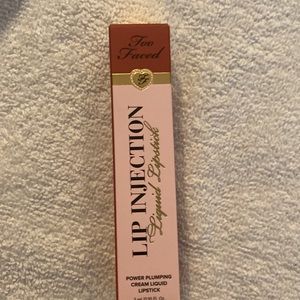 Too
Faced
LIP INJECTION
Liquid Lipstick
POWER PLUMPING
CREAM LIQUID
LIPSTICK